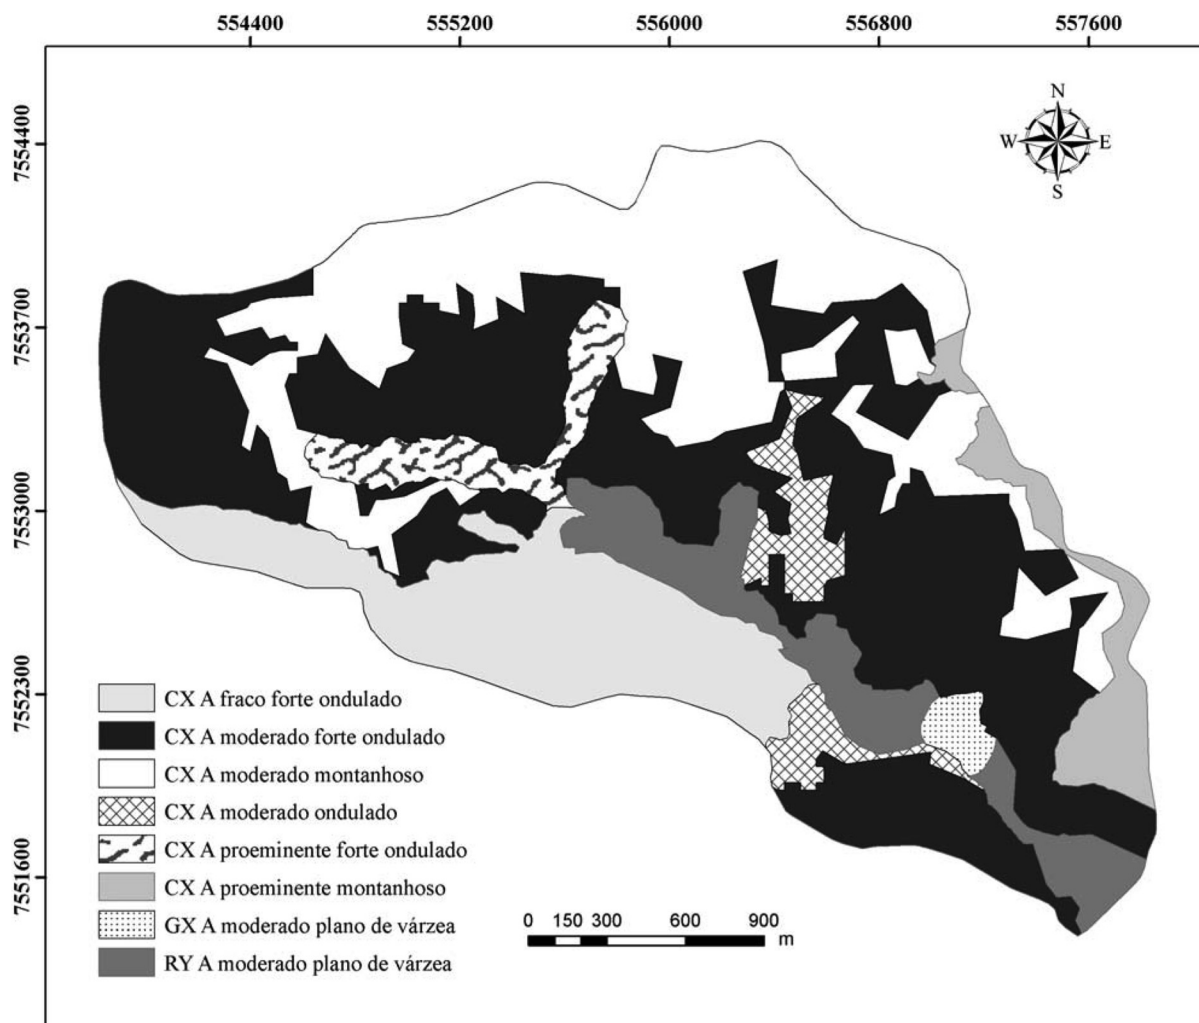 554400 555200 556000 556800 557600
7554400
7553700
7553000
7552300
7551600
N
W E
S
CX A fraco forte ondulado
CX A moderado forte ondulado
CX A moderado montanhoso
CX A moderado ondulado
CX A proeminente forte ondulado
CX A proeminente montanhoso
GX A moderado plano de várzea
RY A moderado plano de várzea
0 150 300 600 900
m